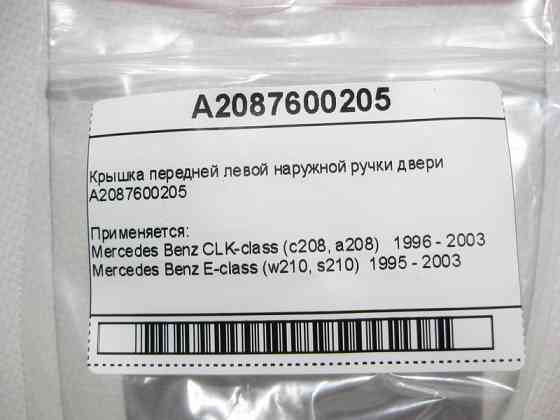 A2087600205
Крышка передней левой наружной ручки двери
A2087600205
Применяется:
Mercedes Benz CLK-class (c208, a208) 1996 - 2003
Mercedes Benz E-class (w210, s210) 1995 - 2003